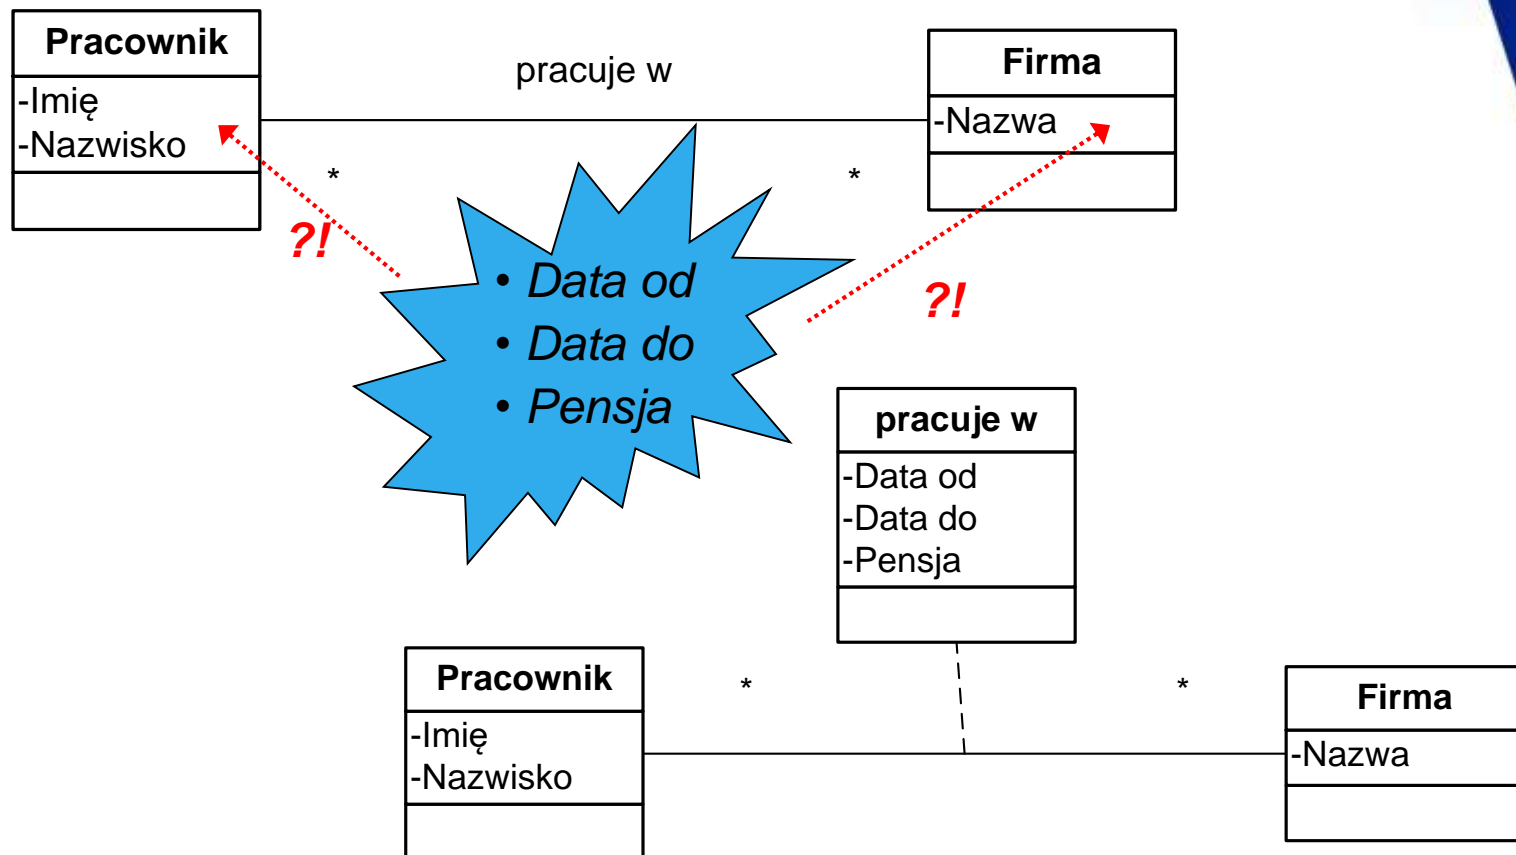 Pracownik
-Imię
-Nazwisko
pracuje w
*
*
Firma
-Nazwa
?!
?!
• Data od
• Data do
• Pensja
pracuje w
-Data od
-Data do
-Pensja
Pracownik
-Imię
-Nazwisko
*
*
Firma
-Nazwa